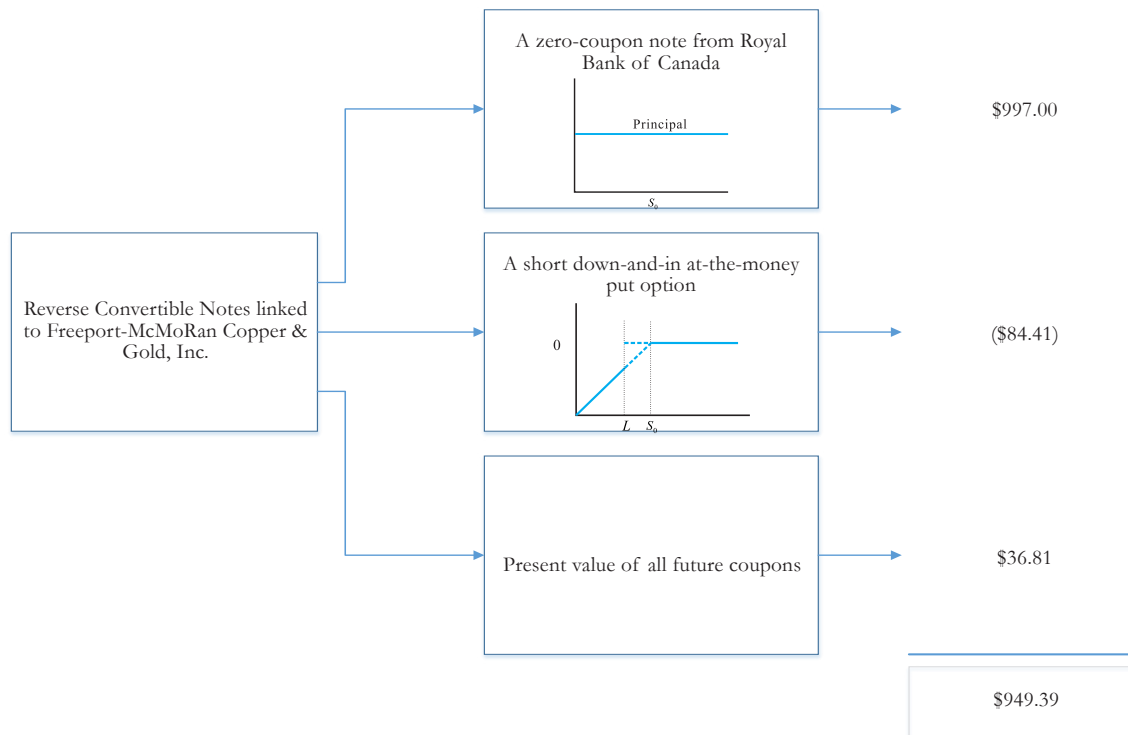 A zero-coupon note from Royal
Bank of Canada
Principal
S₀
$997.00
Reverse Convertible Notes linked
to Freeport-McMoRan Copper &
Gold, Inc.
A short down-and-in at-the-money
put option
0
L S₀
($84.41)
Present value of all future coupons
$36.81
$949.39